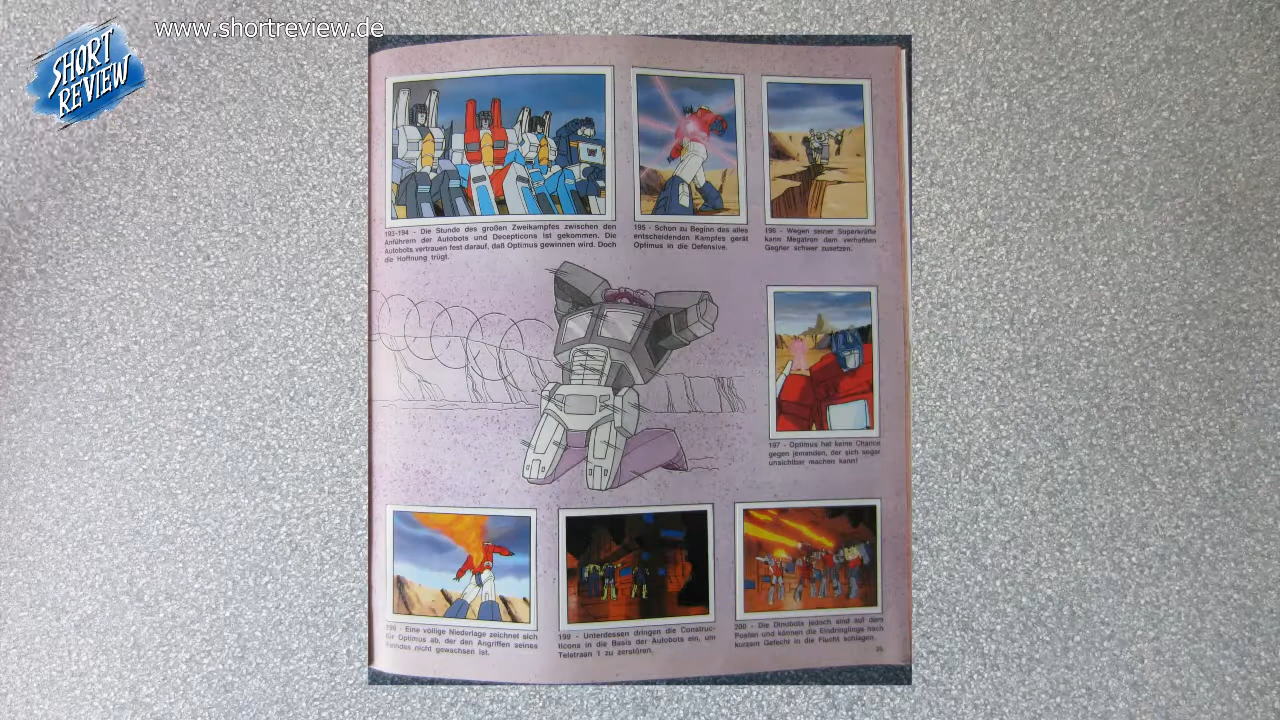 www.shortreview.de
SHORT
REVIEW
193-194 - Die Stunde des großen Zweikampfes zwischen den
Anführern der Autobots und Decepticons ist gekommen. Die
Autobots vertrauen fest darauf, daß Optimus gewinnen wird. Doch
die Hoffnung trügt.
195 - Schon zu Beginn des alles
entscheidenden Kampfes gerät
Optimus in die Defensive.
196 - Wegen seiner Superkräfte
kann Megatron dem verhaßten
Gegner schwer zusetzen.
197 - Optimus hat keine Chance
gegen jemanden, der sich sogar
unsichtbar machen kann!
198 - Eine völlige Niederlage zeichnet sich
für Optimus ab, der den Angriffen seines
Feindes nicht gewachsen ist.
199 - Unterdessen dringen die Construc-
ticons in die Basis der Autobots ein, um
Teletraan 1 zu zerstören.
200 - Die Dinobots jedoch sind auf dem
Posten und können die Eindringlinge nach
kurzem Gefecht in die Flucht schlagen.